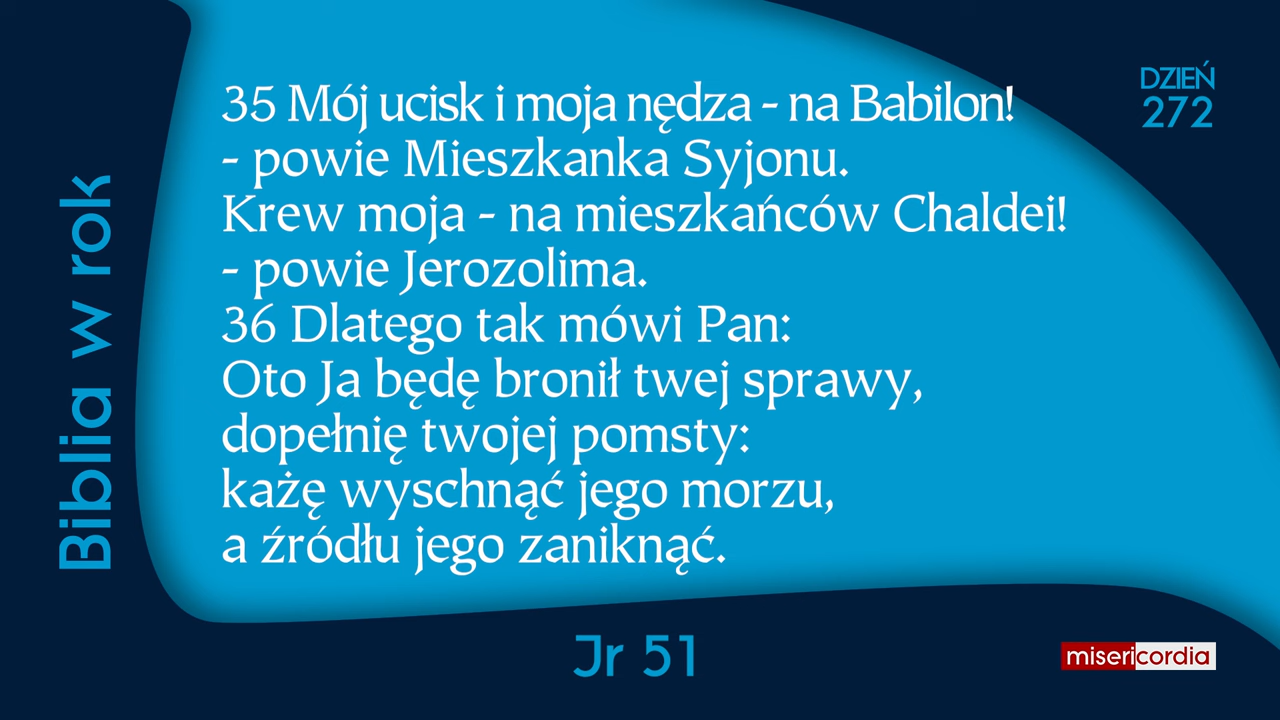 DZIEŃ
272
35 Mój ucisk i moja nędza - na Babilon!
- powie Mieszkanka Syjonu.
Krew moja - na mieszkańców Chaldei!
- powie Jerozolima.
36 Dlatego tak mówi Pan:
Oto Ja będę bronił twej sprawy,
dopełnię twojej pomsty:
każę wyschnąć jego morzu,
a źródłu jego zaniknąć.
Biblia w rok
Jr 51
misericordia